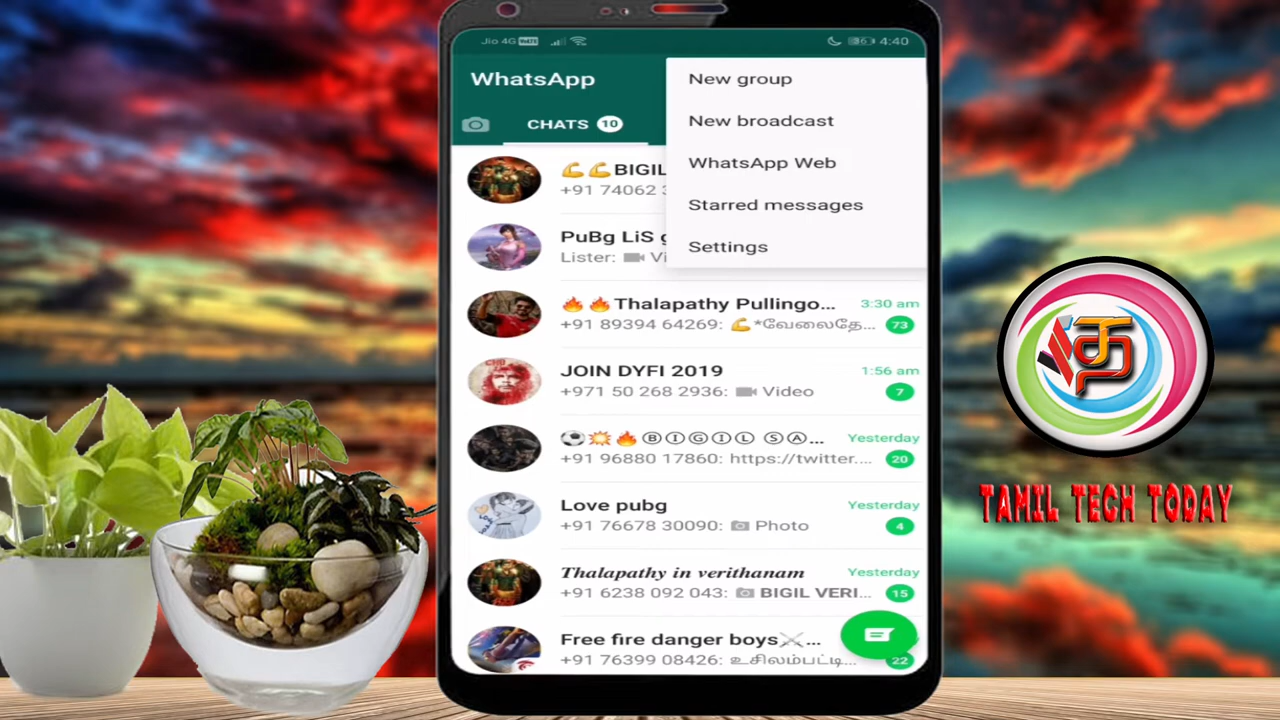 Jio 4G VoLTE 36 4:40
WhatsApp
New group
CHATS 10
New broadcast
WhatsApp Web
💪💪BIGIL
+91 74062 3
Starred messages
PuBg LiS g
Settings
Lister: Vi
🔥🔥Thalapathy Pullingo... 3:30 am
+91 89394 64269: 💪*வேலைதே... 73
JOIN DYFI 2019 1:56 am
+971 50 268 2936: Video 7
⚽💥🔥ⒷⒾⒼⒾⓁ ⓈⒶ... Yesterday
+91 96880 17860: https://twitter.... 20
Love pubg Yesterday
+91 76678 30090: Photo 4
Thalapathy in verithanam Yesterday
+91 6238 092 043: BIGIL VERI... 15
Free fire danger boys⚔...
+91 76399 08426: உசிலம்பட்டி... 22
த
TAMIL TECH TODAY